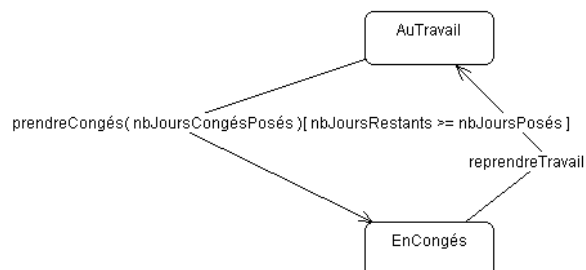 AuTravail
prendreCongés( nbJoursCongésPosés )[ nbJoursRestants >= nbJoursPosés ]
reprendreTravail
EnCongés